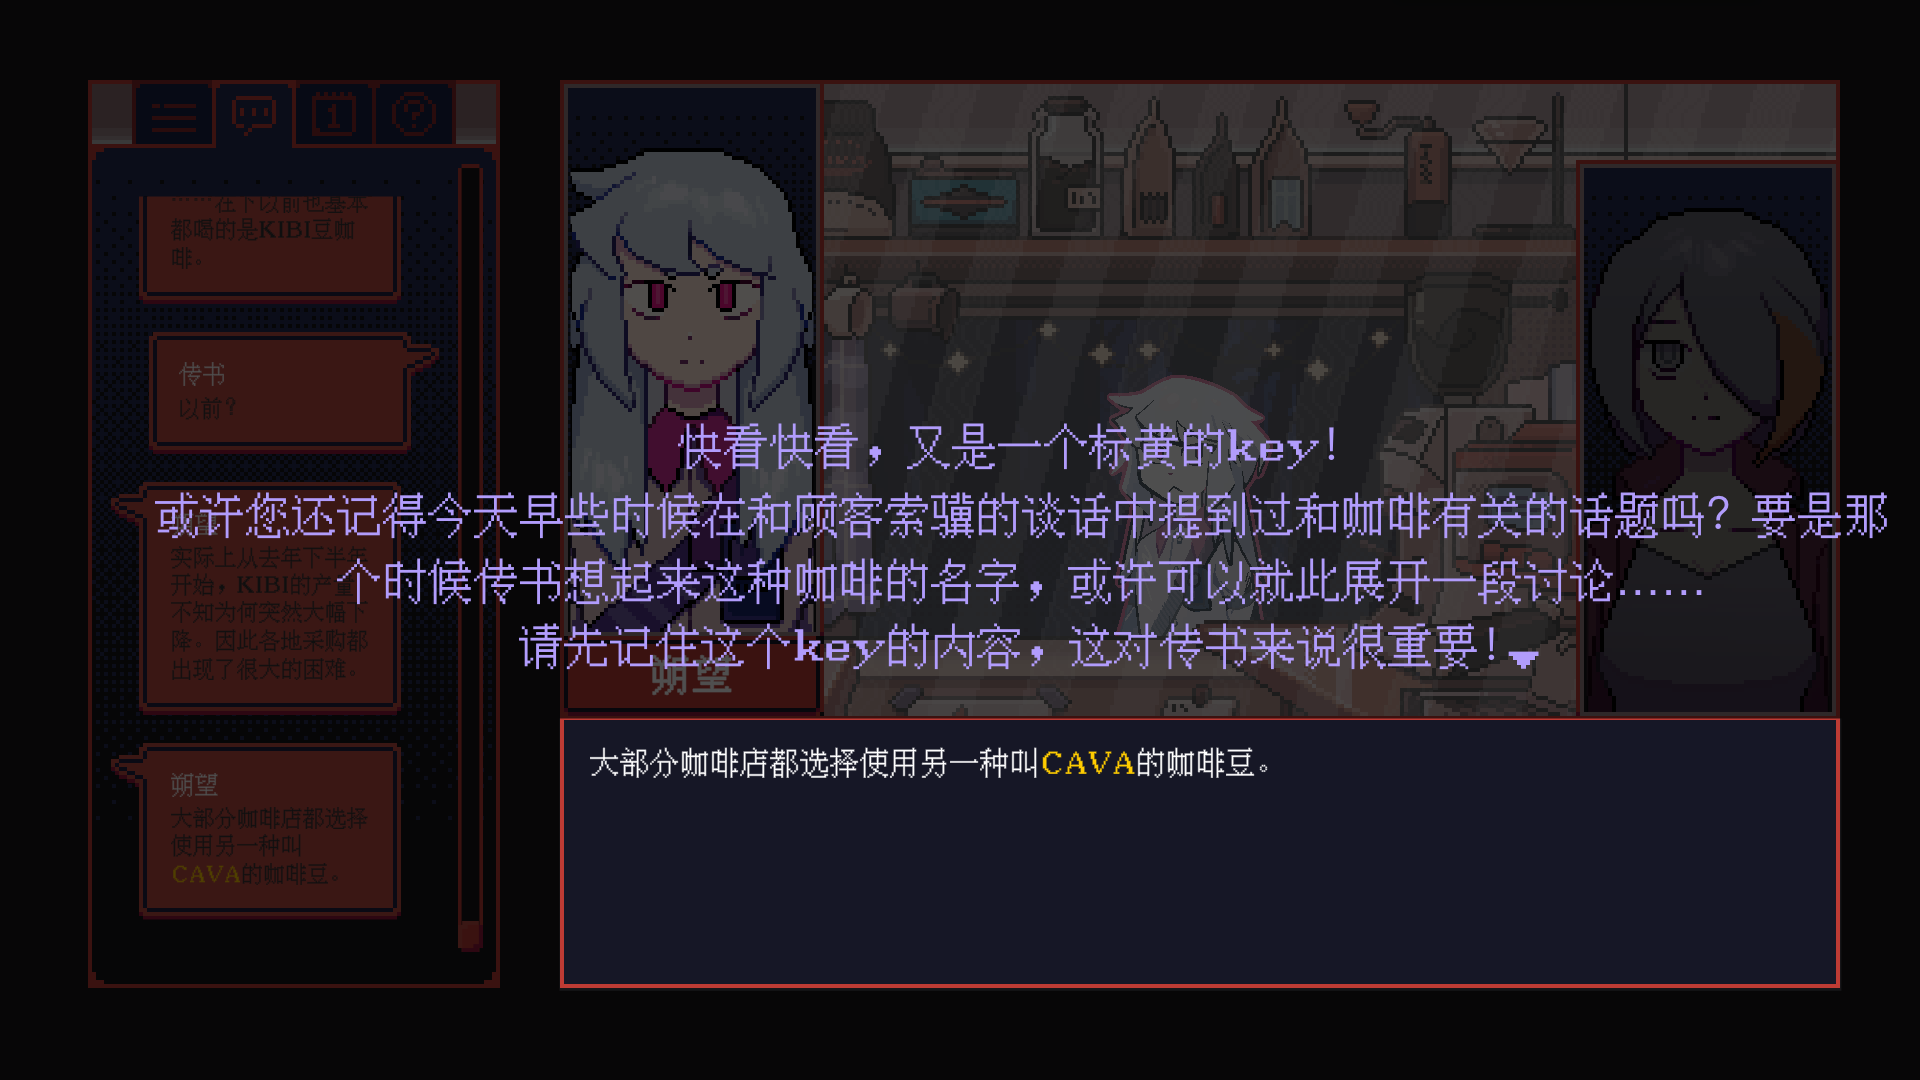 ……在下以前也基本
都喝的是KIBI豆咖
啡。
传书
以前？
朔望
实际上从去年下半年
开始，KIBI的产量
不知为何突然大幅下
降。因此各地采购都
出现了很大的困难。
朔望
大部分咖啡店都选择
使用另一种叫
CAVA的咖啡豆。
1
?
快看快看，又是一个标黄的key！
或许您还记得今天早些时候在和顾客索骥的谈话中提到过和咖啡有关的话题吗？要是那
个时候传书想起来这种咖啡的名字，或许可以就此展开一段讨论……
请先记住这个key的内容，这对传书来说很重要！
朔望
大部分咖啡店都选择使用另一种叫CAVA的咖啡豆。